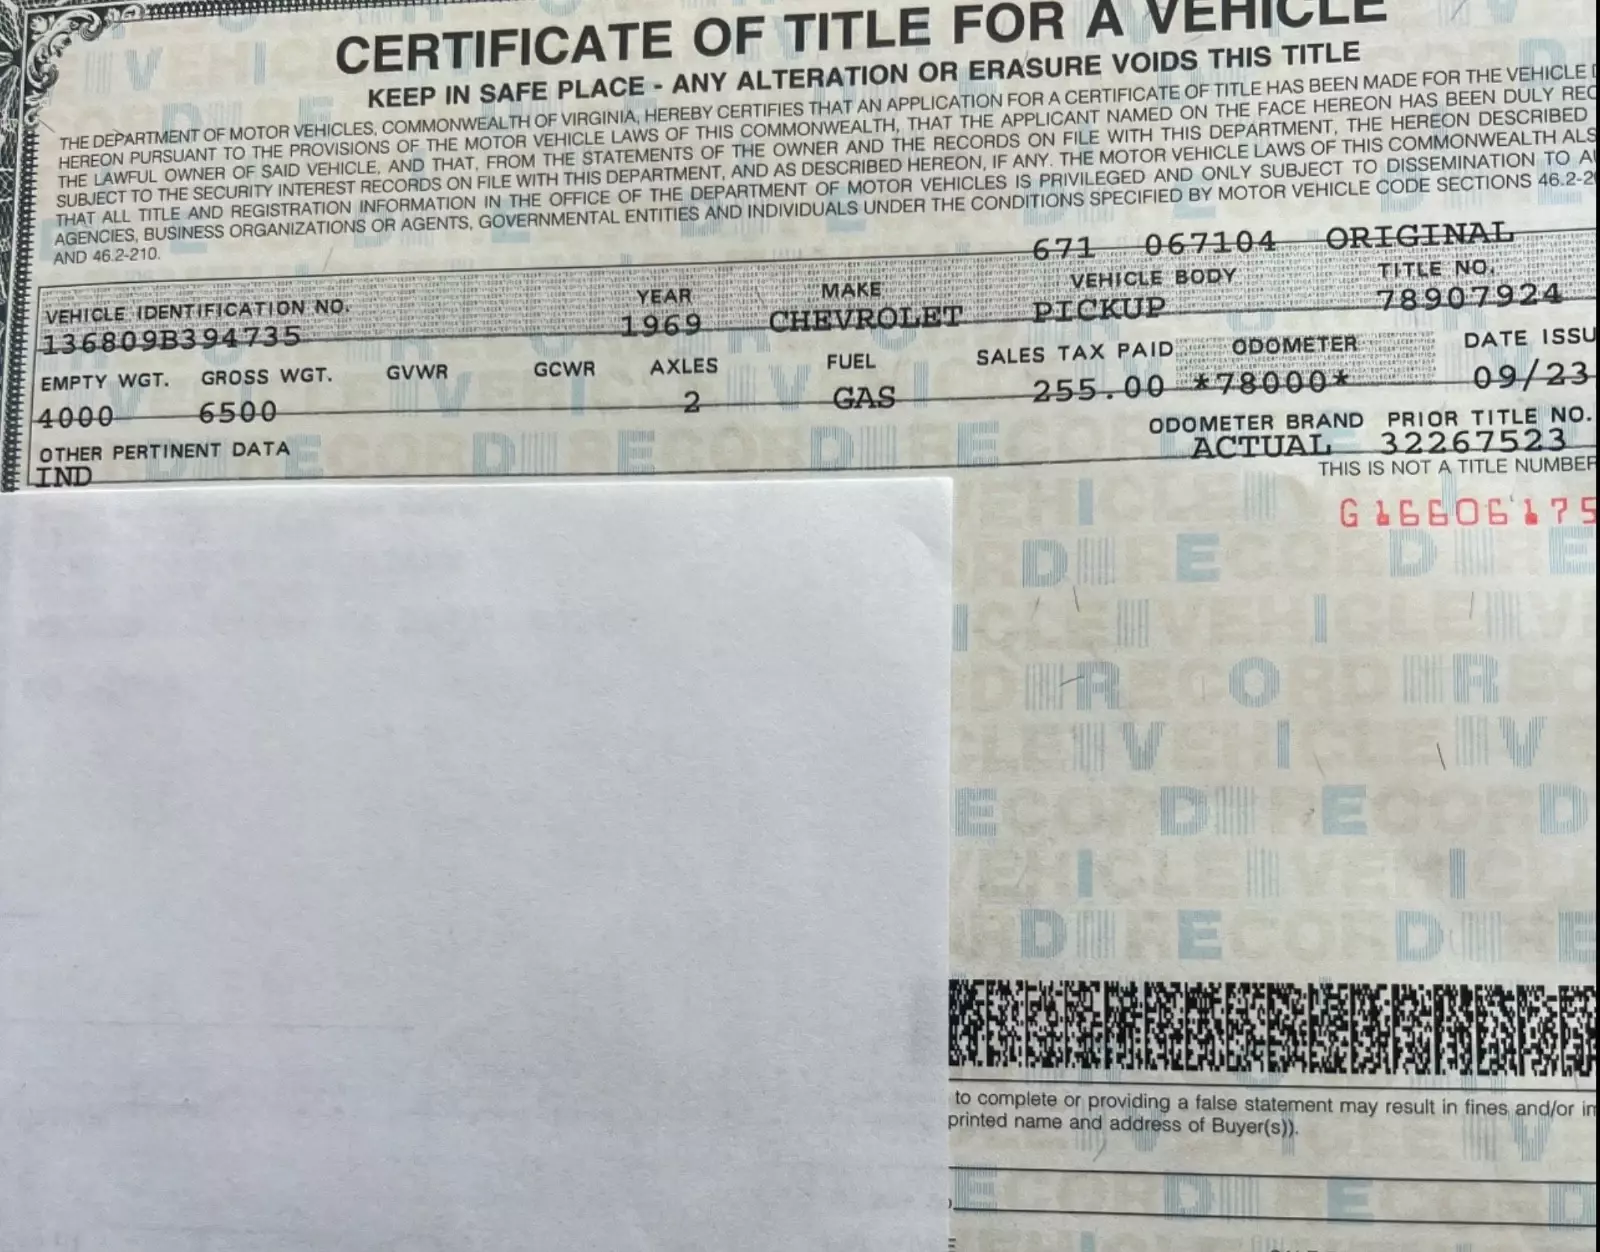 CERTIFICATE OF TITLE FOR A VEHICLE
KEEP IN SAFE PLACE - ANY ALTERATION OR ERASURE VOIDS THIS TITLE
THE DEPARTMENT OF MOTOR VEHICLES, COMMONWEALTH OF VIRGINIA, HEREBY CERTIFIES THAT AN APPLICATION FOR A CERTIFICATE OF TITLE HAS BEEN MADE FOR THE VEHICLE
HEREON PURSUANT TO THE PROVISIONS OF THE MOTOR VEHICLE LAWS OF THIS COMMONWEALTH, THAT THE APPLICANT NAMED ON THE FACE HEREON HAS BEEN DULY REC
THE LAWFUL OWNER OF SAID VEHICLE, AND THAT, FROM THE STATEMENTS OF THE OWNER AND THE RECORDS ON FILE WITH THIS DEPARTMENT, THE HEREON DESCRIBED
SUBJECT TO THE SECURITY INTEREST RECORDS ON FILE WITH THIS DEPARTMENT, AND AS DESCRIBED HEREON, IF ANY. THE MOTOR VEHICLE LAWS OF THIS COMMONWEALTH ALS
THAT ALL TITLE AND REGISTRATION INFORMATION IN THE OFFICE OF THE DEPARTMENT OF MOTOR VEHICLES IS PRIVILEGED AND ONLY SUBJECT TO DISSEMINATION TO
AGENCIES, BUSINESS ORGANIZATIONS OR AGENTS, GOVERNMENTAL ENTITIES AND INDIVIDUALS UNDER THE CONDITIONS SPECIFIED BY MOTOR VEHICLE CODE SECTIONS 46.2-2
AND 46.2-210.
671 067104 ORIGINAL
VEHICLE IDENTIFICATION NO. YEAR MAKE VEHICLE BODY TITLE NO.
136809B394735 1969 CHEVROLET PICKUP 78907924
EMPTY WGT. GROSS WGT. GVWR GCWR AXLES FUEL SALES TAX PAID ODOMETER DATE ISSU
4000 6500 2 GAS 255.00 *78000* 09/23
OTHER PERTINENT DATA ODOMETER BRAND PRIOR TITLE NO.
IND ACTUAL 32267523
THIS IS NOT A TITLE NUMBER
G16606175
to complete or providing a false statement may result in fines and/or
printed name and address of Buyer(s)).